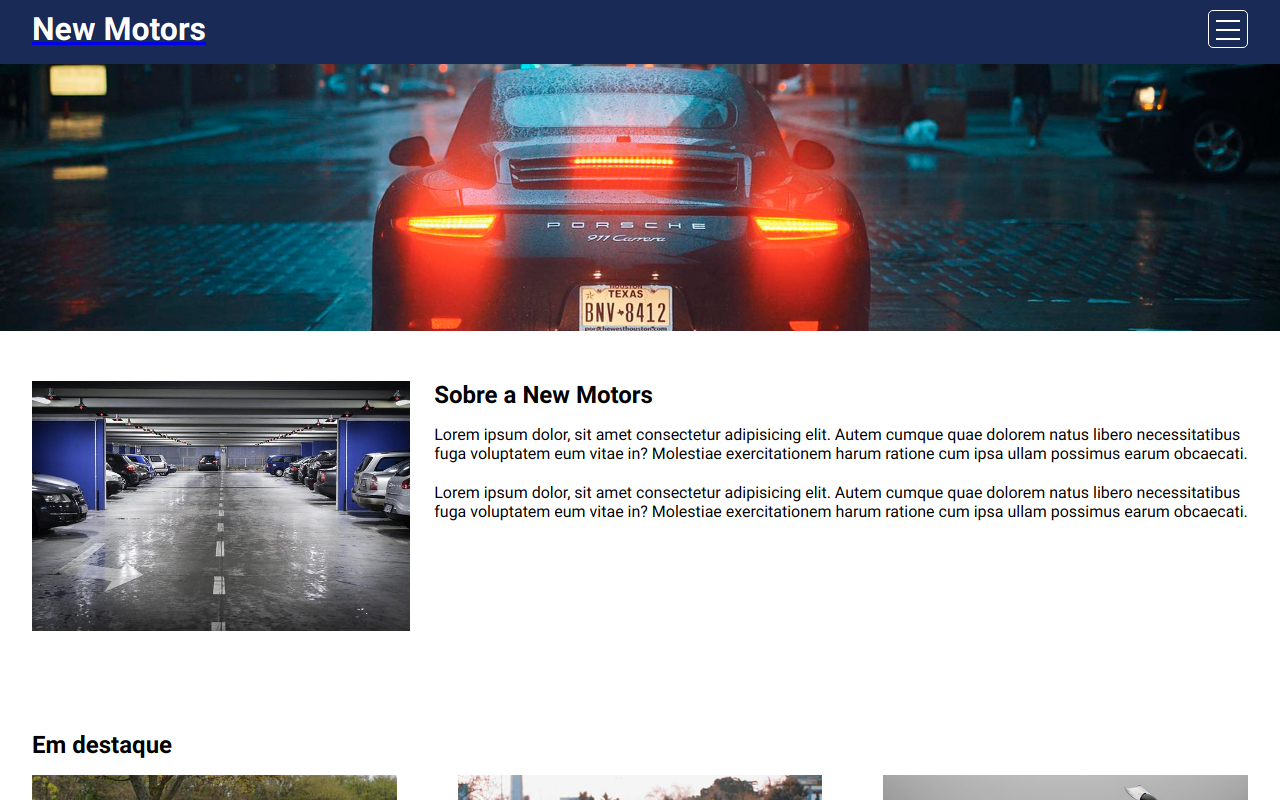 New Motors
PORSCHE
911 Carrera
HOUSTON
TEXAS
BNV 8412
Sobre a New Motors
Lorem ipsum dolor, sit amet consectetur adipisicing elit. Autem cumque quae dolorem natus libero necessitatibus
fuga voluptatem eum vitae in? Molestiae exercitationem harum ratione cum ipsa ullam possimus earum obcaecati.
Lorem ipsum dolor, sit amet consectetur adipisicing elit. Autem cumque quae dolorem natus libero necessitatibus
fuga voluptatem eum vitae in? Molestiae exercitationem harum ratione cum ipsa ullam possimus earum obcaecati.
Em destaque